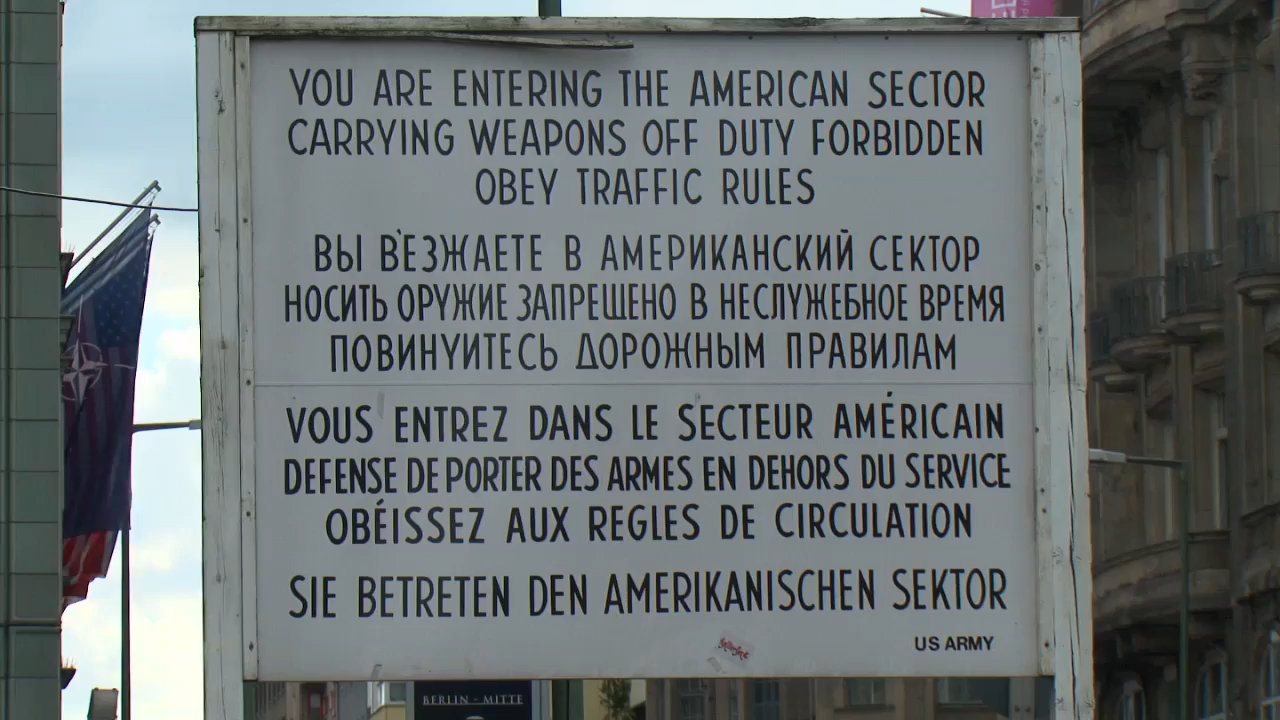 YOU ARE ENTERING THE AMERICAN SECTOR
CARRYING WEAPONS OFF DUTY FORBIDDEN
OBEY TRAFFIC RULES
ВЫ В'ЕЗЖАЕТЕ В АМЕРИКАНСКИЙ СЕКТОР
НОСИТЬ ОРУЖИЕ ЗАПРЕЩЕНО В НЕСЛУЖЕБНОЕ ВРЕМЯ
ПОВИНУИТЕСЬ ДОРОЖНЫМ ПРАВИЛАМ
VOUS ENTREZ DANS LE SECTEUR AMÉRICAIN
DEFENSE DE PORTER DES ARMES EN DEHORS DU SERVICE
OBÉISSEZ AUX REGLES DE CIRCULATION
SIE BETRETEN DEN AMERIKANISCHEN SEKTOR
US ARMY
BERLIN - MITTE